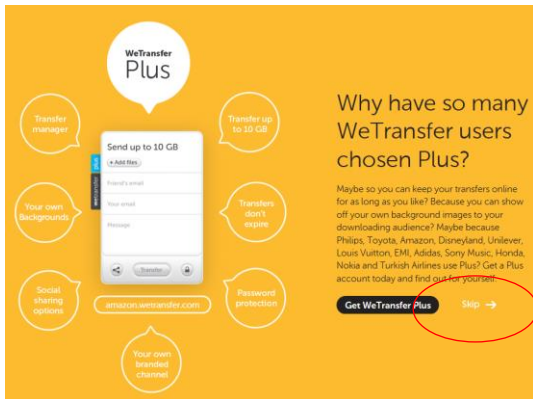 WeTransfer
Plus
Transfer
manager
Transfer up
to 10 GB
Send up to 10 GB
+ Add files
plus
wetransfer
Friend's email
Your email
Message
Your own
Backgrounds
Transfers
don't
expire
Social
sharing
options
Transfer
Password
protection
amazon.wetransfer.com
Your own
branded
channel
Why have so many
WeTransfer users
chosen Plus?
Maybe so you can keep your transfers online
for as long as you like? Because you can show
off your own background images to your
downloading audience? Maybe because
Philips, Toyota, Amazon, Disneyland, Unilever,
Louis Vuitton, EMI, Adidas, Sony Music, Honda,
Nokia and Turkish Airlines use Plus? Get a Plus
account today and find out for yourself.
Get WeTransfer Plus
Skip →